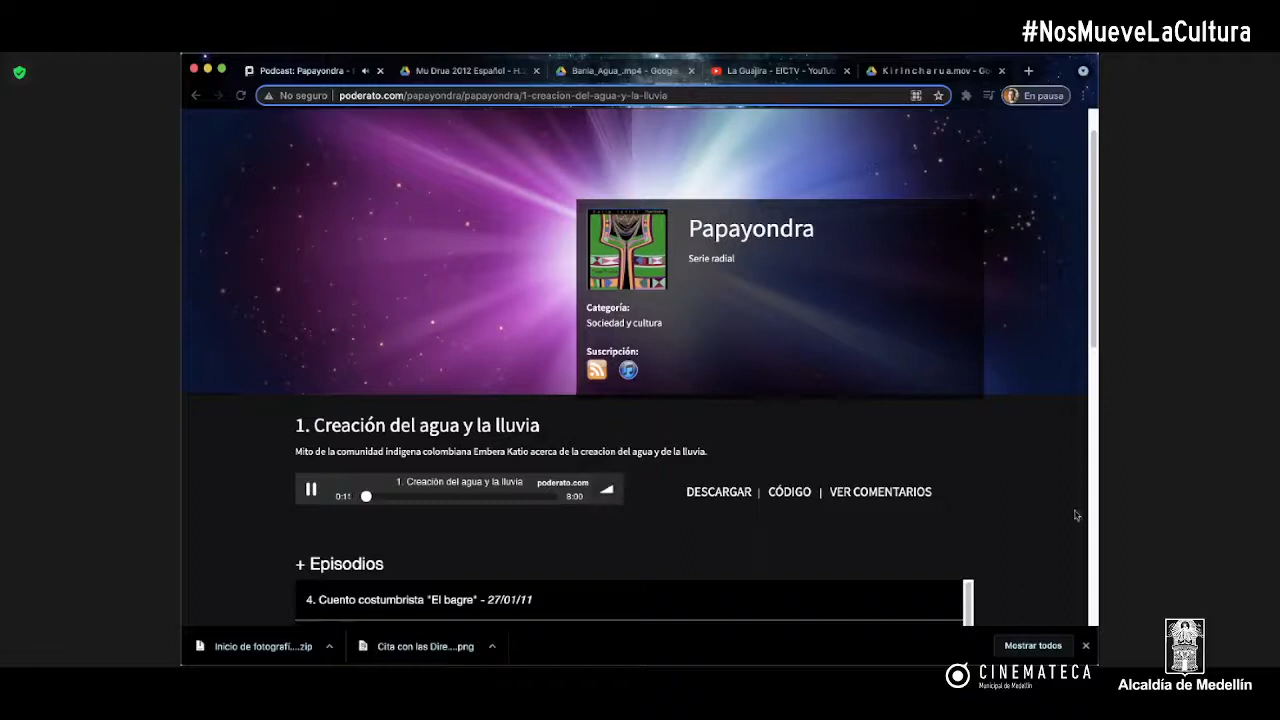 #NosMueveLaCultura
Podcast: Papayondra -
Mu Drua 2012 Español - H
Bania_Agua_.mp4 - Google
La Guajira - EICTV - YouTub
K i r i n c h a r u a.mov - Go
No seguro
poderato.com/papayondra/papayondra/1-creacion-del-agua-y-la-lluvia
En pausa
Papayondra
Serie radial
Categoría:
Sociedad y cultura
Suscripción:
1. Creación del agua y la lluvia
Mito de la comunidad indigena colombiana Embera Katio acerca de la creacion del agua y de la lluvia.
1. Creación del agua y la lluvia
poderato.com
0:11
8:00
DESCARGAR | CÓDIGO | VER COMENTARIOS
+ Episodios
4. Cuento costumbrista "El bagre" - 27/01/11
Inicio de fotografí....zip
Cita con las Dire....png
Mostrar todos
CINEMATECA
Municipal de Medellín
Alcaldía de Medellín